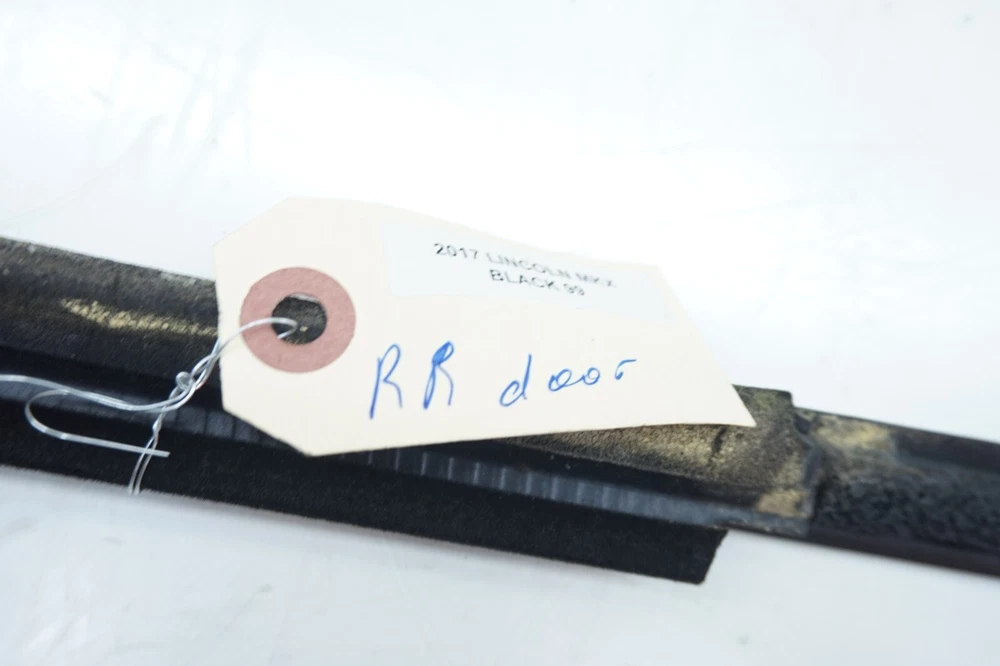 2017 LINCOLN MKX
BLACK 99
RR door